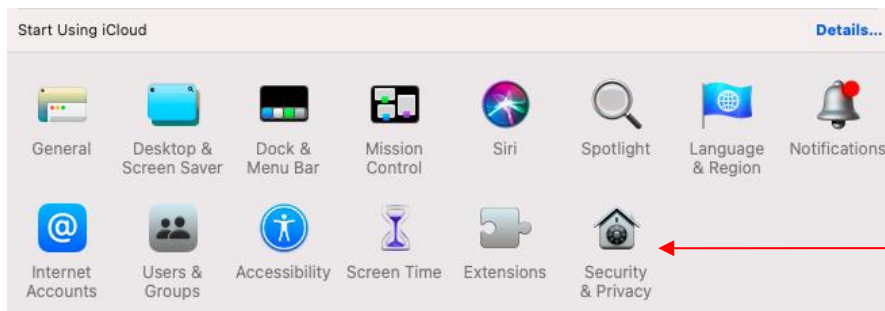 Start Using iCloud Details...
General Desktop & Dock & Mission Siri Spotlight Language Notifications
Screen Saver Menu Bar Control & Region
Internet Users & Accessibility Screen Time Extensions Security
Accounts Groups & Privacy